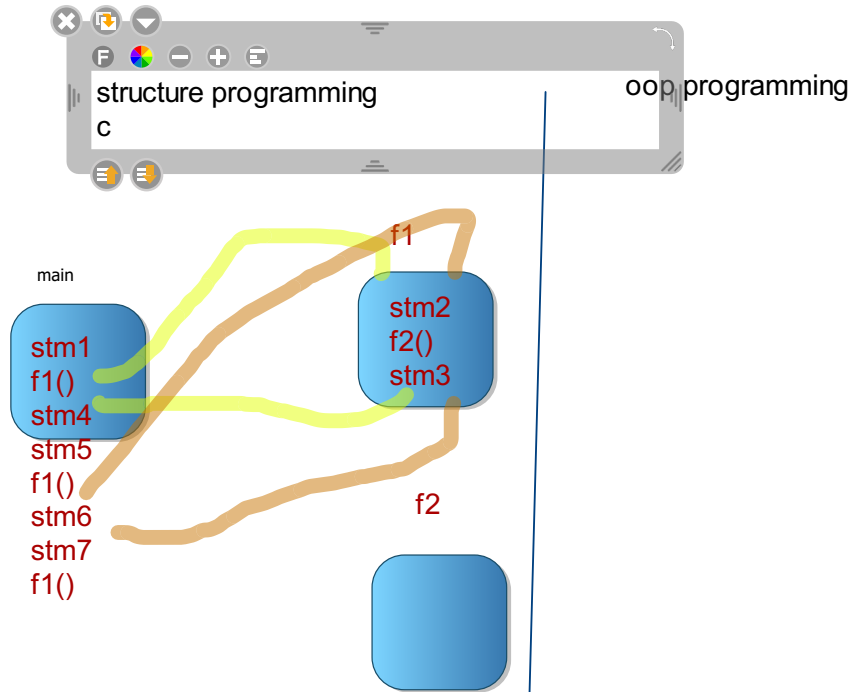 F
structure programming
c
oop programming
f1
main
stm2
f2()
stm3
stm1
f1()
stm4
stm5
f1()
stm6
stm7
f1()
f2